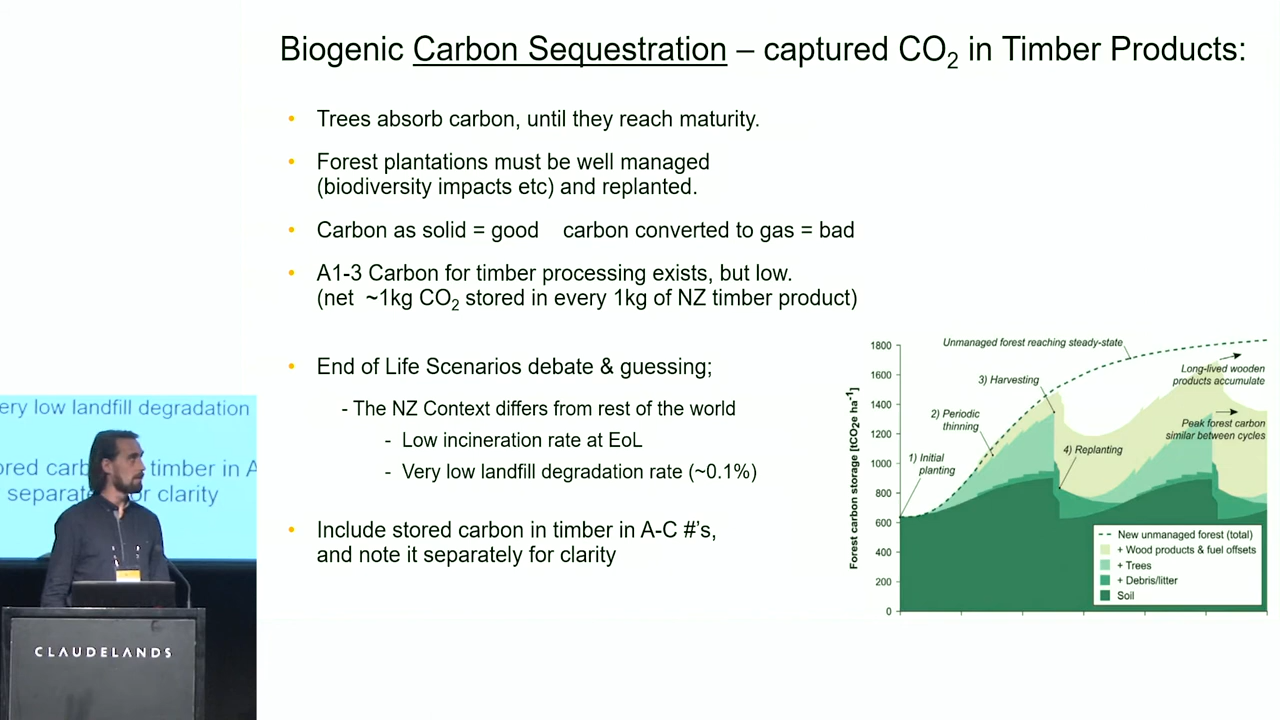 Biogenic Carbon Sequestration – captured CO₂ in Timber Products:
• Trees absorb carbon, until they reach maturity.
• Forest plantations must be well managed
(biodiversity impacts etc) and replanted.
• Carbon as solid = good carbon converted to gas = bad
• A1-3 Carbon for timber processing exists, but low.
(net ~1kg CO₂ stored in every 1kg of NZ timber product)
• End of Life Scenarios debate & guessing;
- The NZ Context differs from rest of the world
- Low incineration rate at EoL
- Very low landfill degradation rate (~0.1%)
• Include stored carbon in timber in A-C #'s,
and note it separately for clarity
Forest carbon storage [tCO2e ha⁻¹]
1800
1600
1400
1200
1000
800
600
400
200
0
Unmanaged forest reaching steady-state
Long-lived wooden
products accumulate
3) Harvesting
2) Periodic
thinning
Peak forest carbon
similar between cycles
4) Replanting
1) Initial
planting
New unmanaged forest (total)
+ Wood products & fuel offsets
+ Trees
+ Debris/litter
Soil
ery low landfill degradation
ored carb timber in A
separat or clarity
CLAUDELANDS